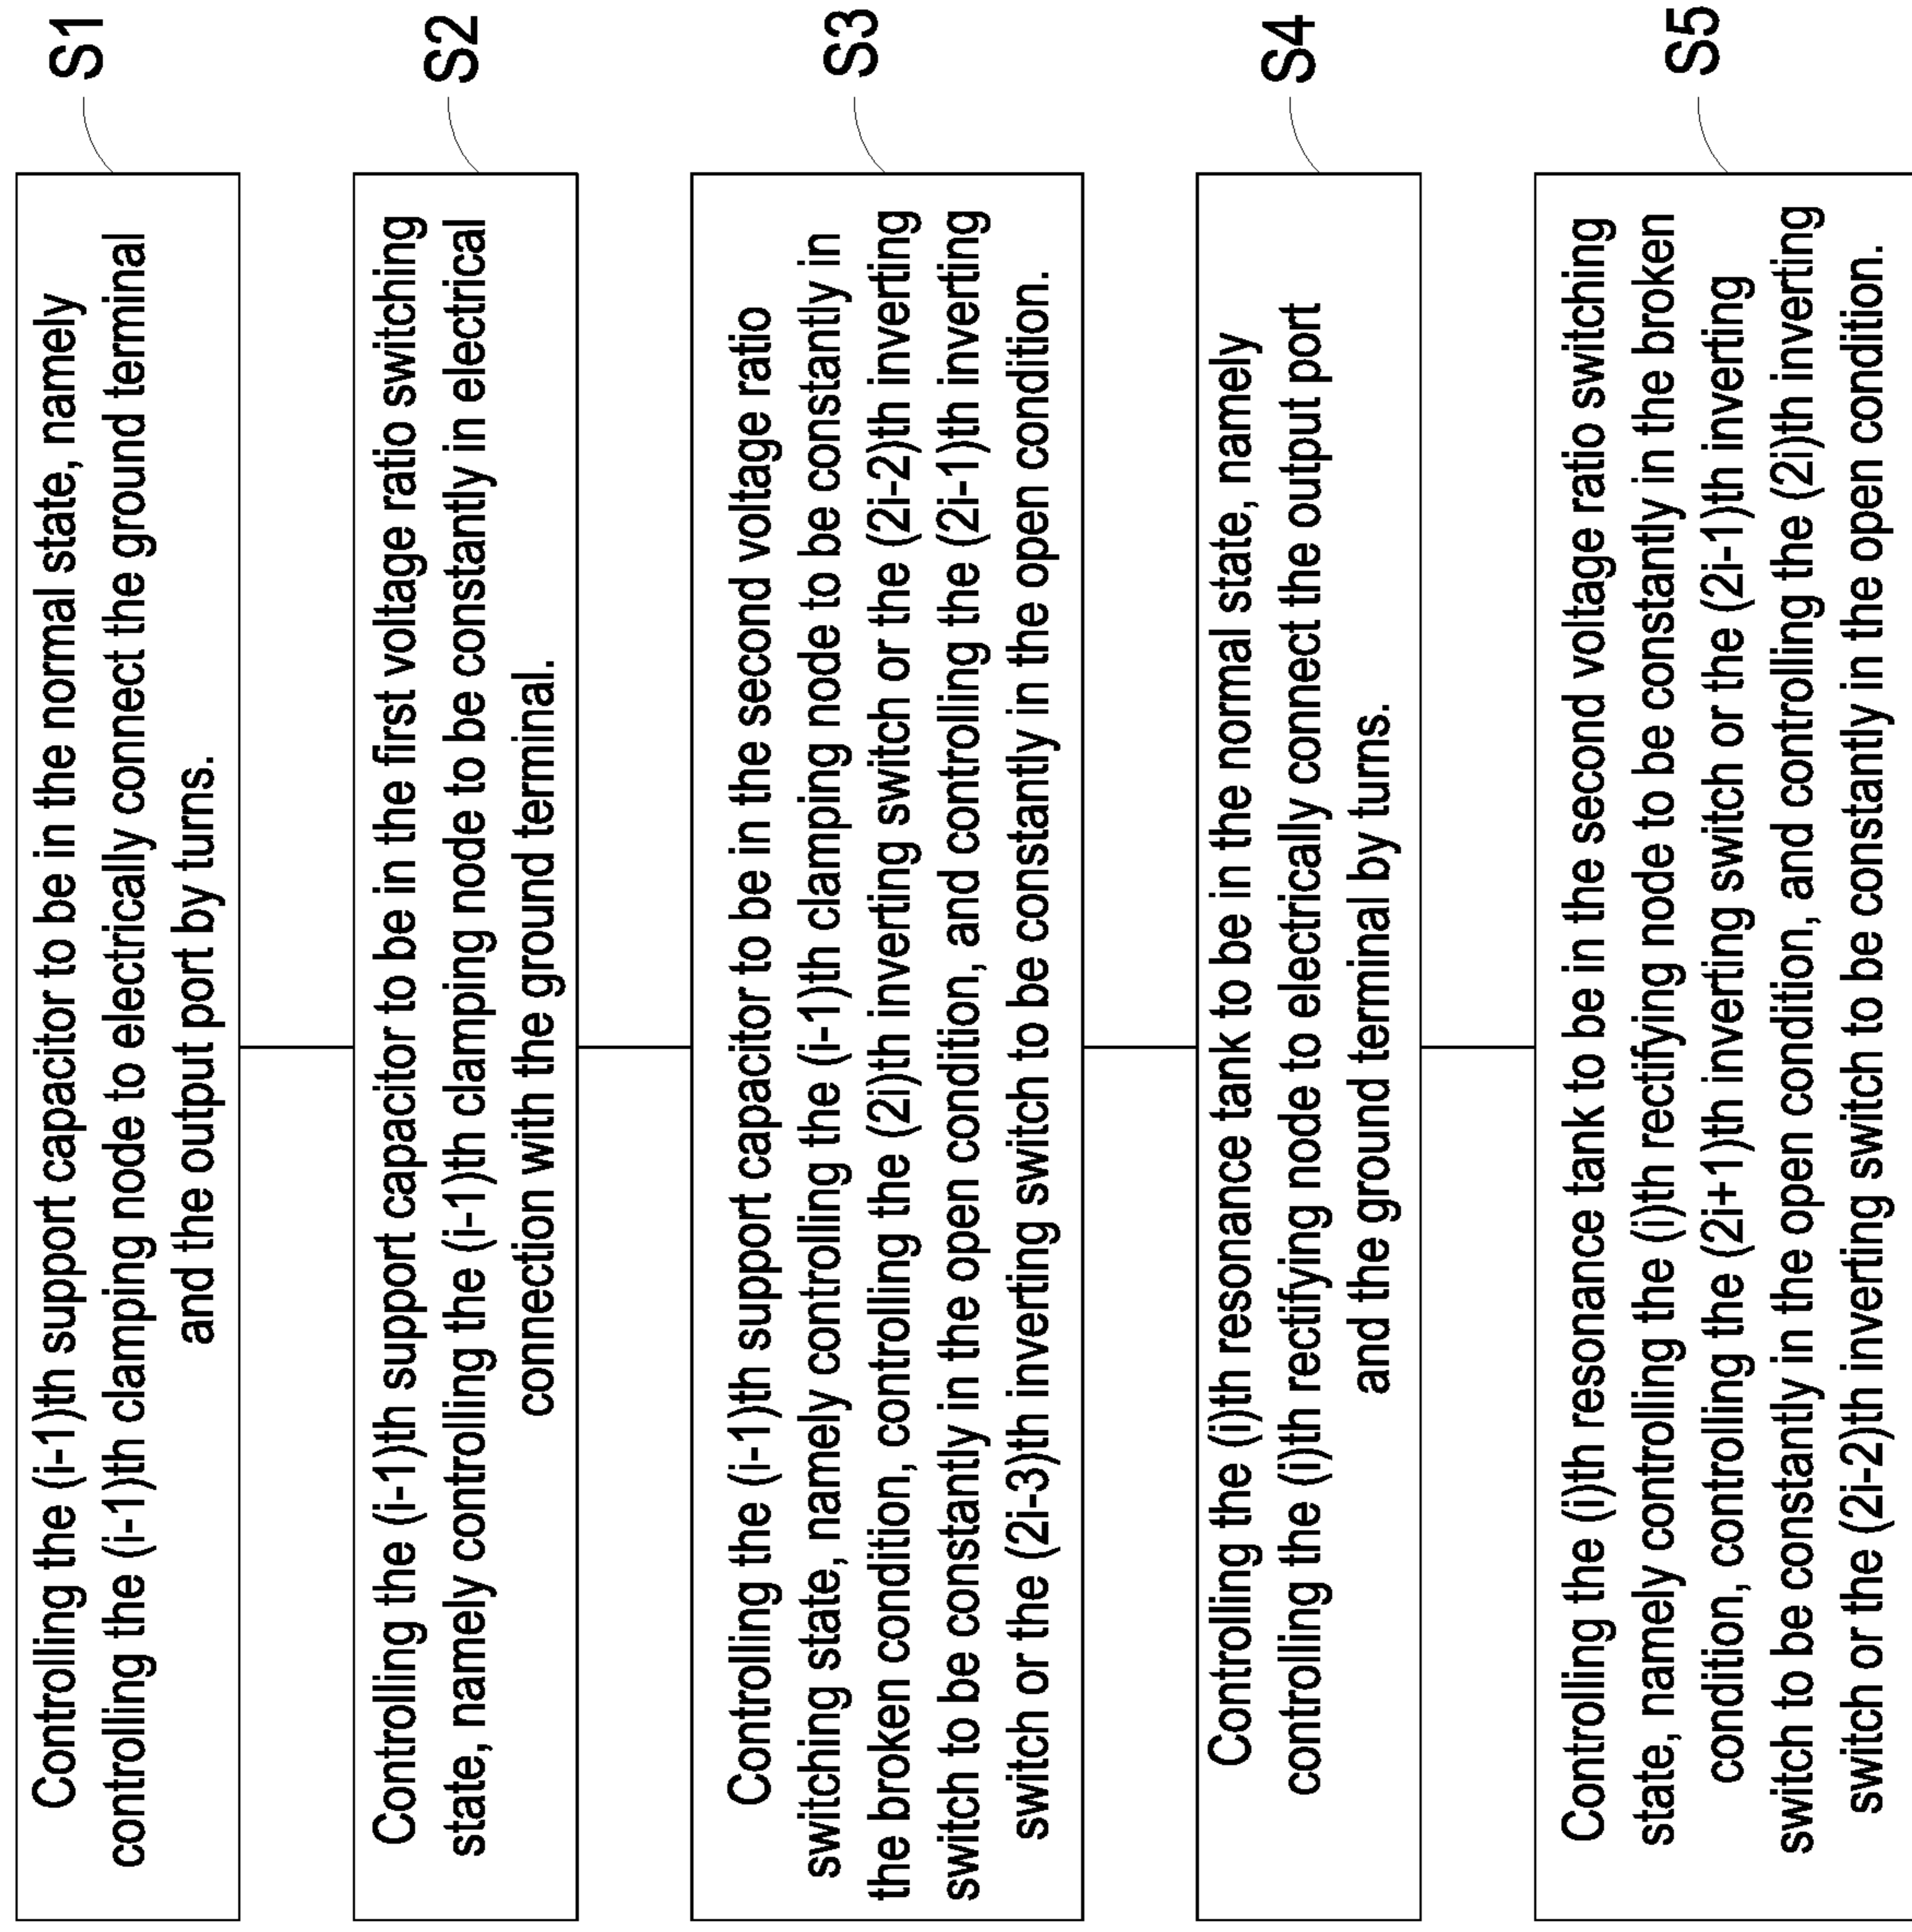 S1
Controlling the (i-1)th support capacitor to be in the normal state, namely
controlling the (i-1)th clamping node to electrically connect the ground terminal
and the output port by turns.
S2
Controlling the (i-1)th support capacitor to be in the first voltage ratio switching
state, namely controlling the (i-1)th clamping node to be constantly in electrical
connection with the ground terminal.
S3
Controlling the (i-1)th support capacitor to be in the second voltage ratio
switching state, namely controlling the (i-1)th clamping node to be constantly in
the broken condition, controlling the (2i)th inverting switch or the (2i-2)th inverting
switch to be constantly in the open condition, and controlling the (2i-1)th inverting
switch or the (2i-3)th inverting switch to be constantly in the open condition.
S4
Controlling the (i)th resonance tank to be in the normal state, namely
controlling the (i)th rectifying node to electrically connect the output port
and the ground terminal by turns.
S5
Controlling the (i)th resonance tank to be in the second voltage ratio switching
state, namely controlling the (i)th rectifying node to be constantly in the broken
condition, controlling the (2i+1)th inverting switch or the (2i-1)th inverting
switch to be constantly in the open condition, and controlling the (2i)th inverting
switch or the (2i-2)th inverting switch to be constantly in the open condition.